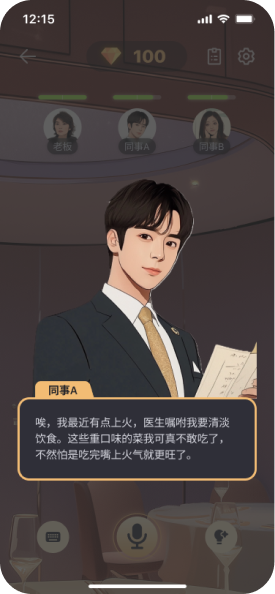 12:15
100
老板
同事A
同事B
同事A
唉，我最近有点上火，医生嘱咐我要清淡
饮食。这些重口味的菜我可真不敢吃了，
不然怕是吃完嘴上火气就更旺了。